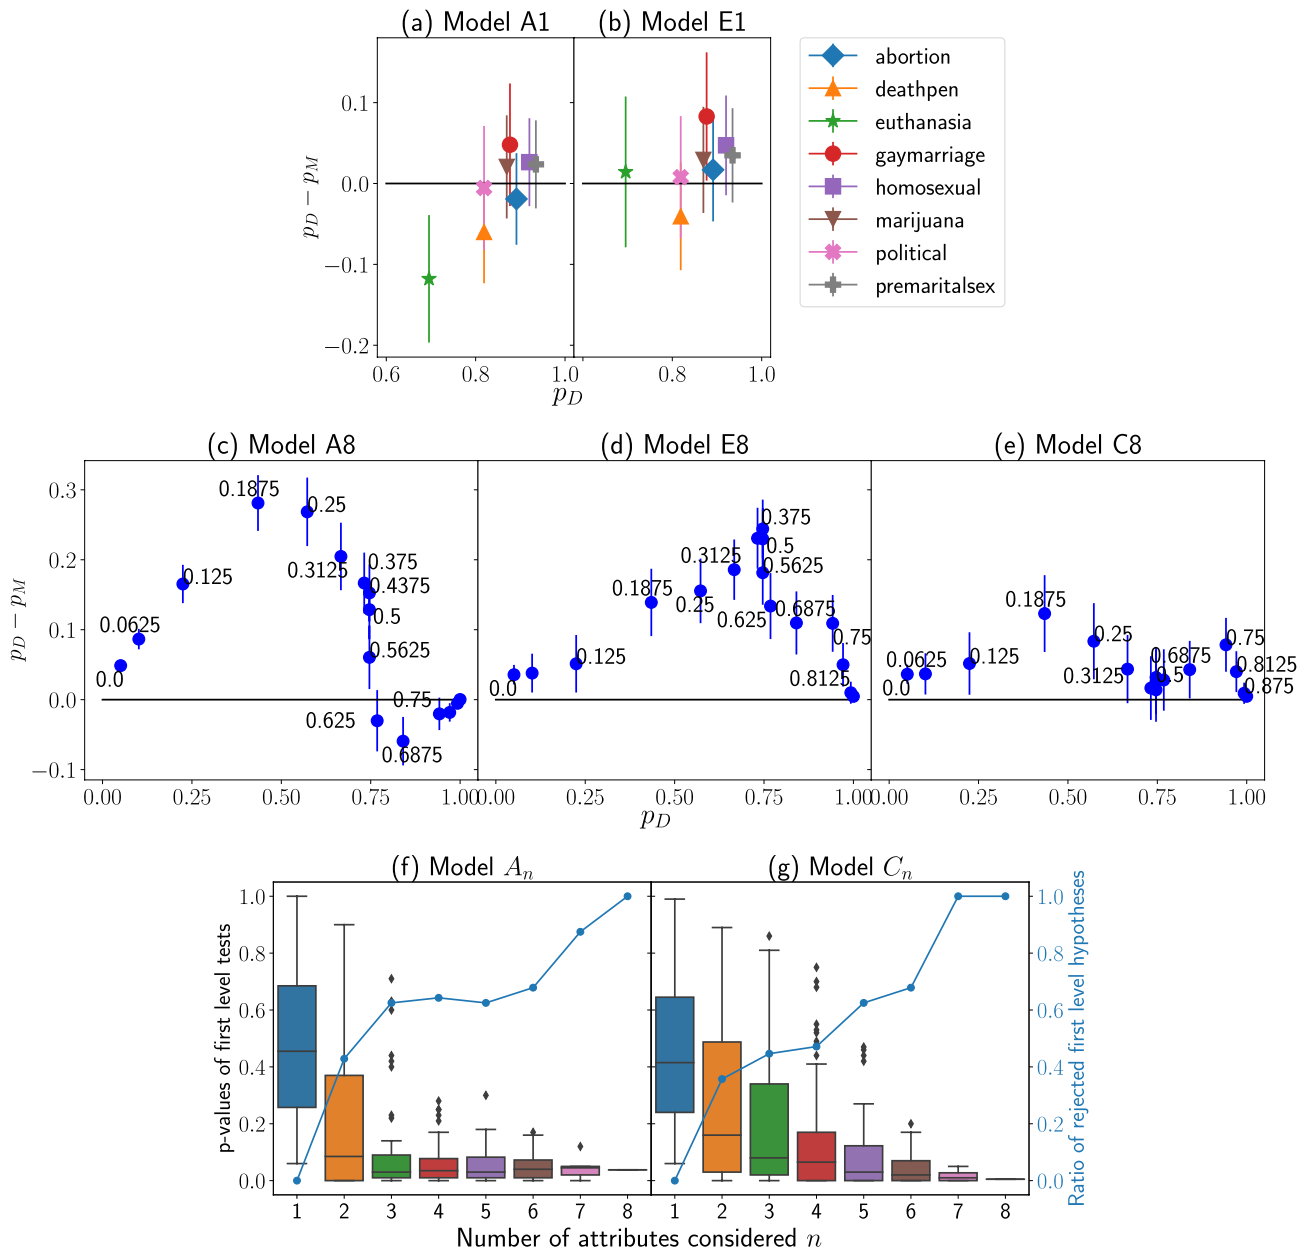 (a) Model A1
(b) Model E1
abortion
deathpen
euthanasia
gaymarriage
homosexual
marijuana
political
premaritalsex
0.1
0.0
−0.1
−0.2
p_D − p_M
0.6 0.8 1.0 0.8 1.0
p_D
(c) Model A8
(d) Model E8
(e) Model C8
0.3
0.2
0.1
0.0
−0.1
p_D − p_M
0.0
0.0625
0.125
0.1875
0.25
0.3125
0.375
0.4375
0.5
0.5625
0.625
0.6875
0.75
0.0
0.125
0.1875
0.25
0.3125
0.375
0.5
0.5625
0.625
0.6875
0.75
0.8125
0.0
0.0625
0.125
0.1875
0.25
0.3125
0.6875
0.5
0.75
0.8125
0.875
0.00 0.25 0.50 0.75 1.00
0.00 0.25 0.50 0.75 1.00
0.00 0.25 0.50 0.75 1.00
p_D
(f) Model A_n
(g) Model C_n
p-values of first level tests
1.0
0.8
0.6
0.4
0.2
0.0
1.0
0.8
0.6
0.4
0.2
0.0
Ratio of rejected first level hypotheses
1 2 3 4 5 6 7 8
1 2 3 4 5 6 7 8
Number of attributes considered n